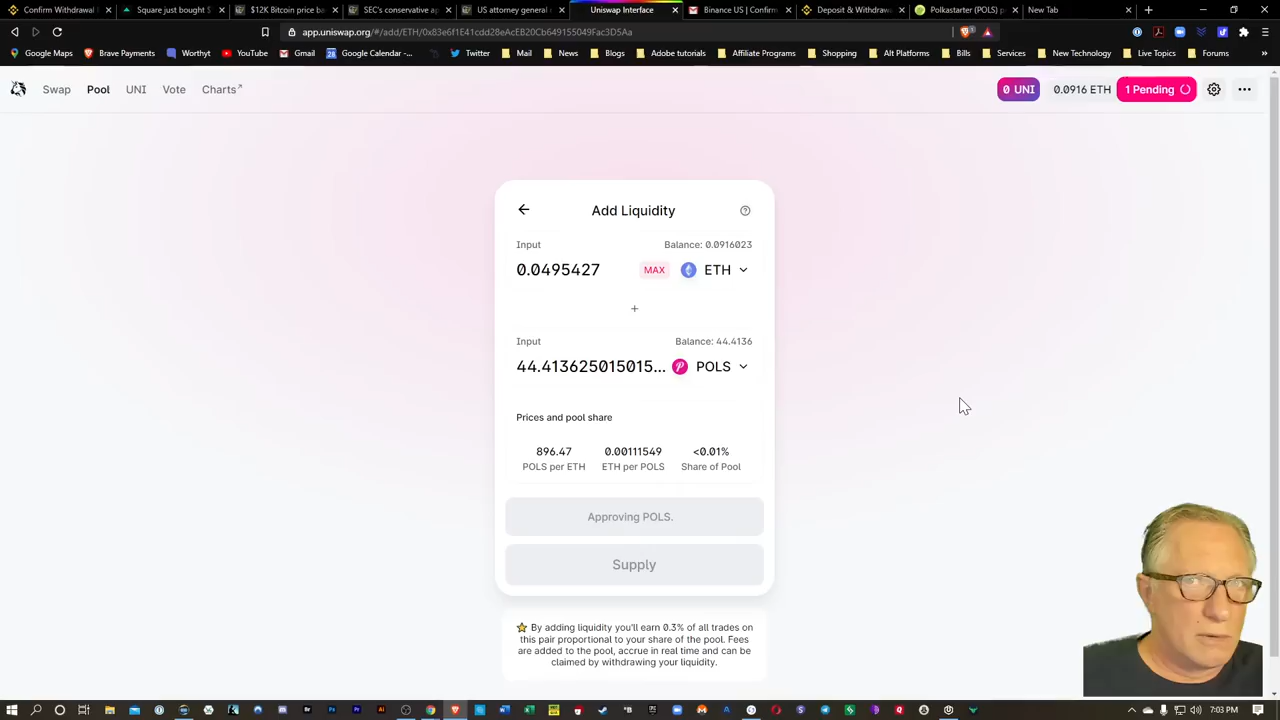 Confirm Withdrawal
Square just bought $
$12K Bitcoin price ba
SEC's conservative ap
US attorney general
Uniswap Interface
Binance US | Confirm
Deposit & Withdrawa
Polkastarter (POLS) p
New Tab
app.uniswap.org/#/add/ETH/0x83e6f1E41cdd28eAcEB20Cb649155049Fac3D5Aa
Google Maps
Brave Payments
Worthyt
YouTube
Google Calendar -...
Twitter
Mail
News
Blogs
Adobe tutorials
Affiliate Programs
Shopping
Alt Platforms
Bills
Services
New Technology
Live Topics
Forums
Swap Pool UNI Vote Charts↗
0 UNI 0.0916 ETH 1 Pending
Add Liquidity
Input Balance: 0.0916023
0.0495427 MAX ETH
+
Input Balance: 44.4136
44.413625015015... POLS
Prices and pool share
896.47 0.00111549 <0.01%
POLS per ETH ETH per POLS Share of Pool
Approving POLS.
Supply
⭐ By adding liquidity you'll earn 0.3% of all trades on
this pair proportional to your share of the pool. Fees
are added to the pool, accrue in real time and can be
claimed by withdrawing your liquidity.
7:03 PM